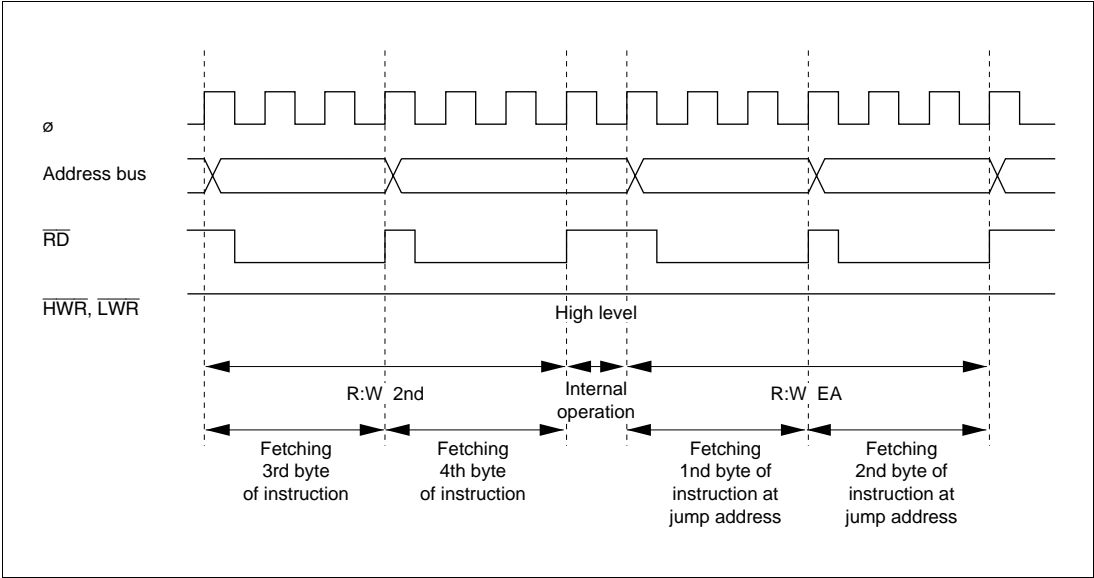 ø
Address bus
RD
HWR, LWR
High level
R:W 2nd
Internal
operation
R:W EA
Fetching
3rd byte
of instruction
Fetching
4th byte
of instruction
Fetching
1nd byte of
instruction at
jump address
Fetching
2nd byte of
instruction at
jump address